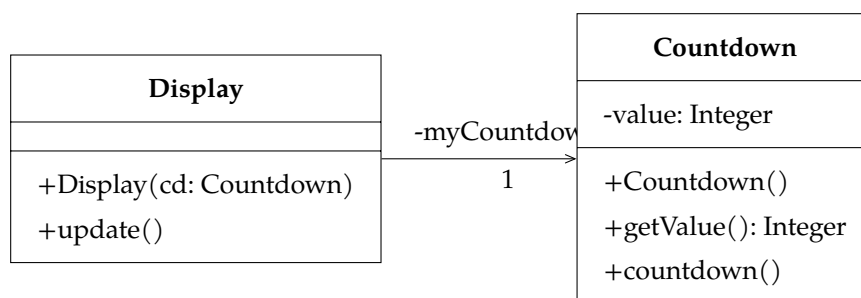 Display
+Display(cd: Countdown)
+update()
-myCountdow
1
Countdown
-value: Integer
+Countdown()
+getValue(): Integer
+countdown()